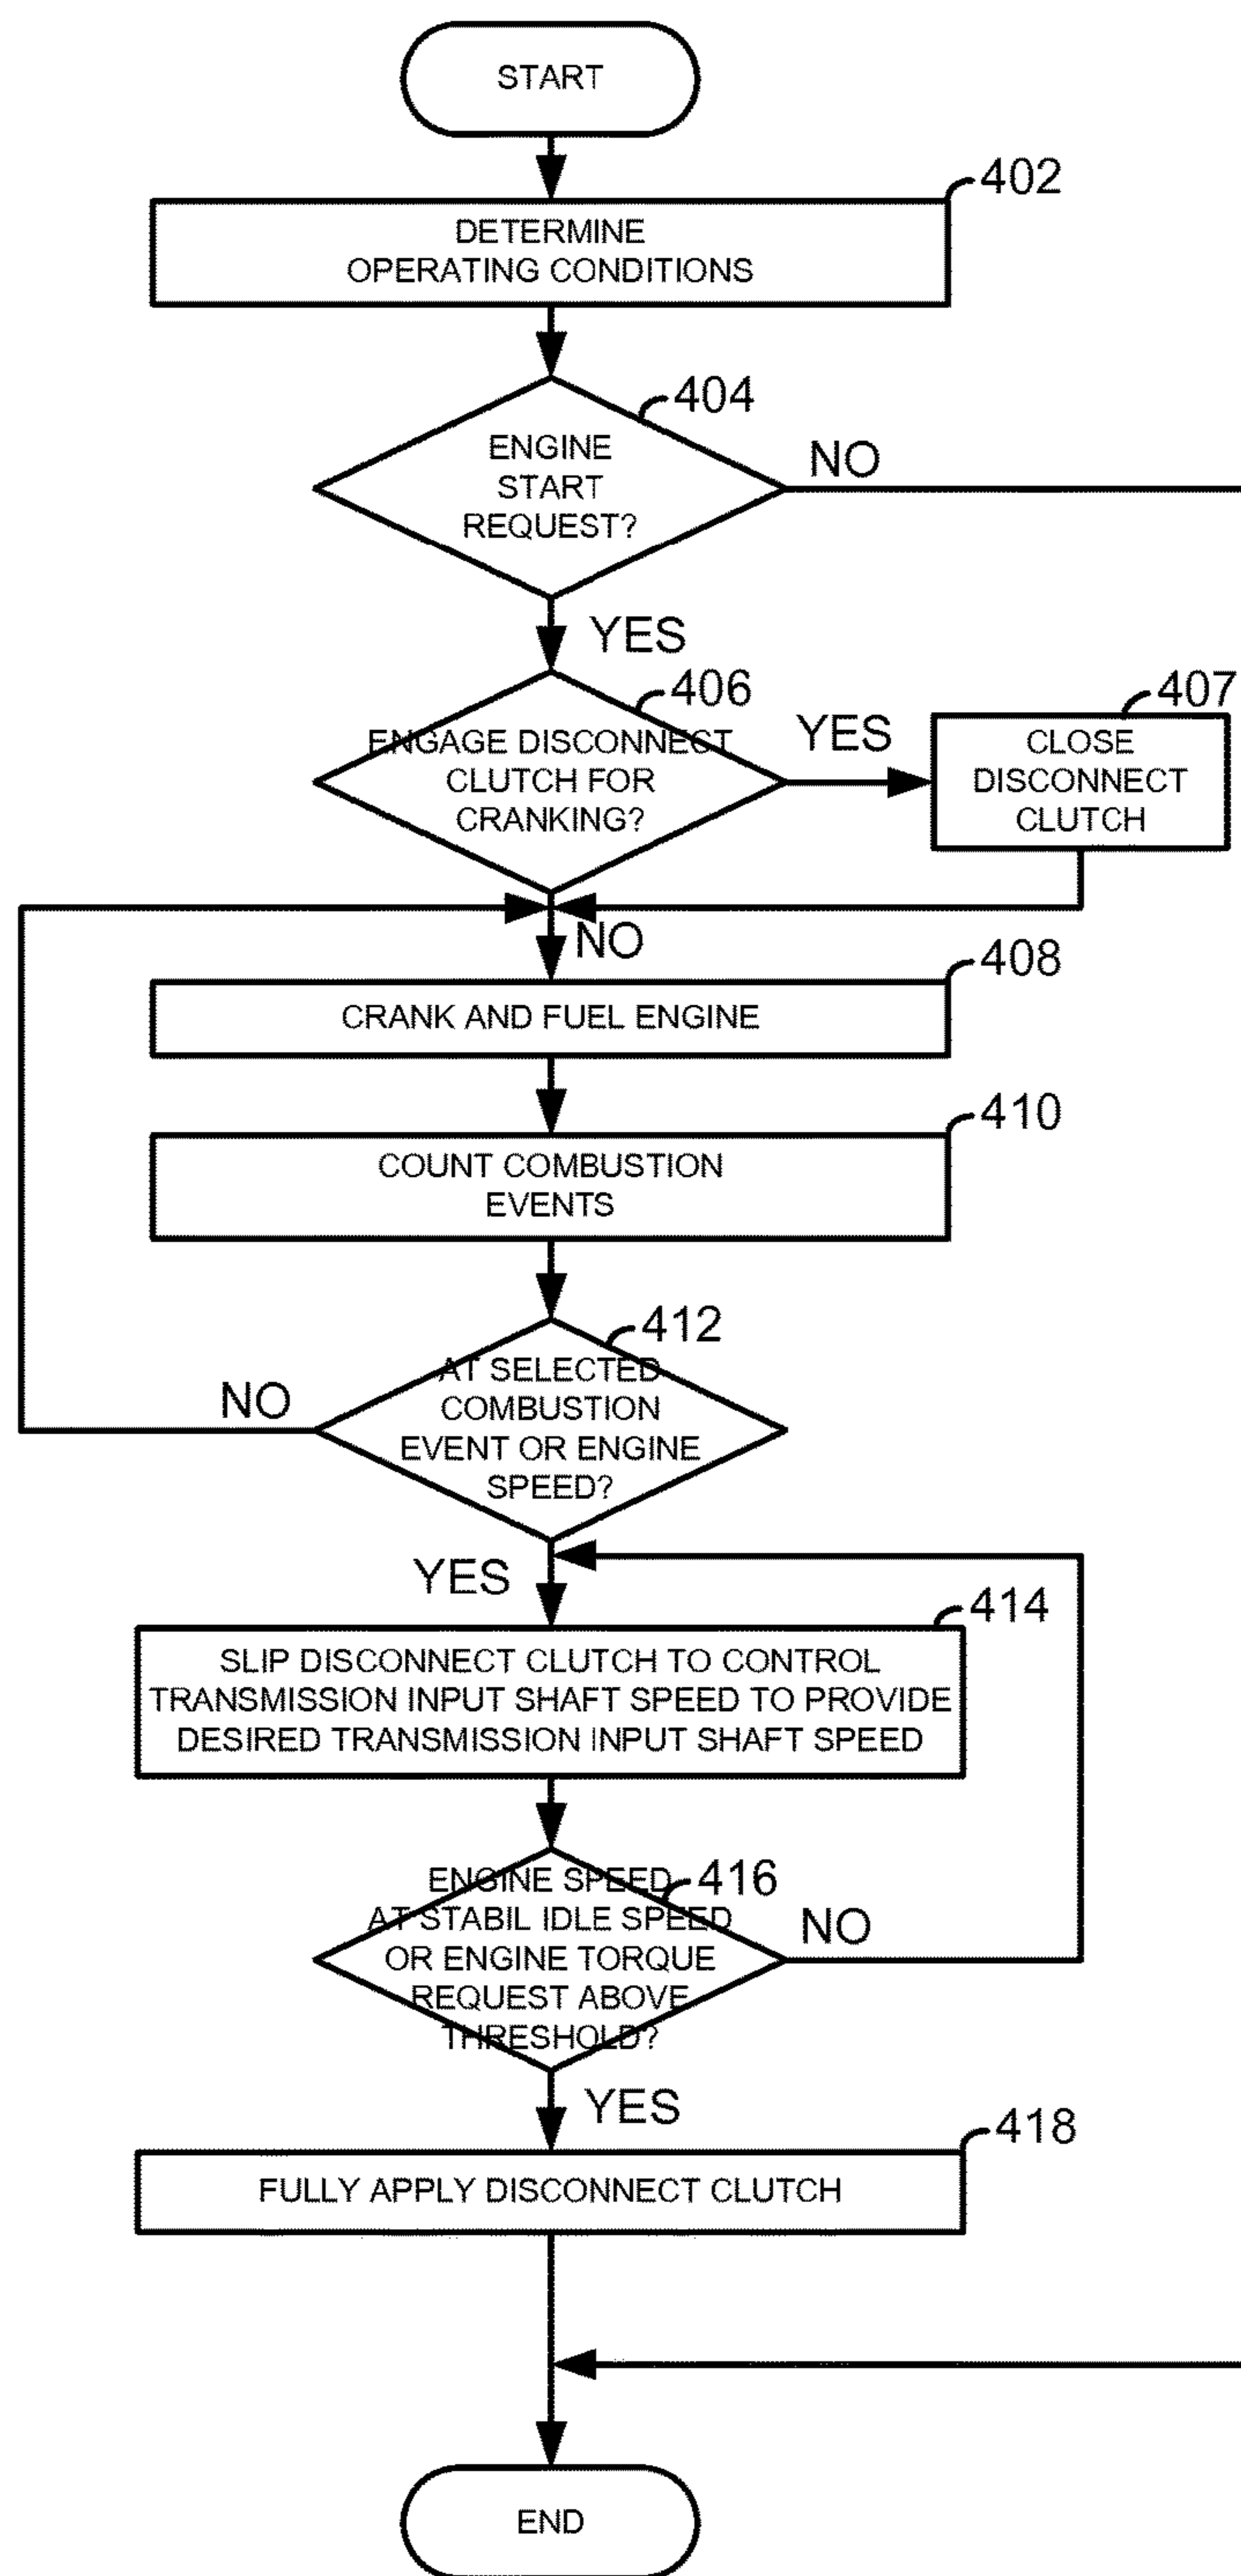 START
402
DETERMINE
OPERATING CONDITIONS
404
ENGINE
START
REQUEST?
NO
YES
406
ENGAGE DISCONNECT
CLUTCH FOR
CRANKING?
YES
407
CLOSE
DISCONNECT
CLUTCH
NO
408
CRANK AND FUEL ENGINE
410
COUNT COMBUSTION
EVENTS
412
AT SELECTED
COMBUSTION
EVENT OR ENGINE
SPEED?
NO
YES
414
SLIP DISCONNECT CLUTCH TO CONTROL
TRANSMISSION INPUT SHAFT SPEED TO PROVIDE
DESIRED TRANSMISSION INPUT SHAFT SPEED
416
ENGINE SPEED
AT STABIL IDLE SPEED
OR ENGINE TORQUE
REQUEST ABOVE
THRESHOLD?
NO
YES
418
FULLY APPLY DISCONNECT CLUTCH
END